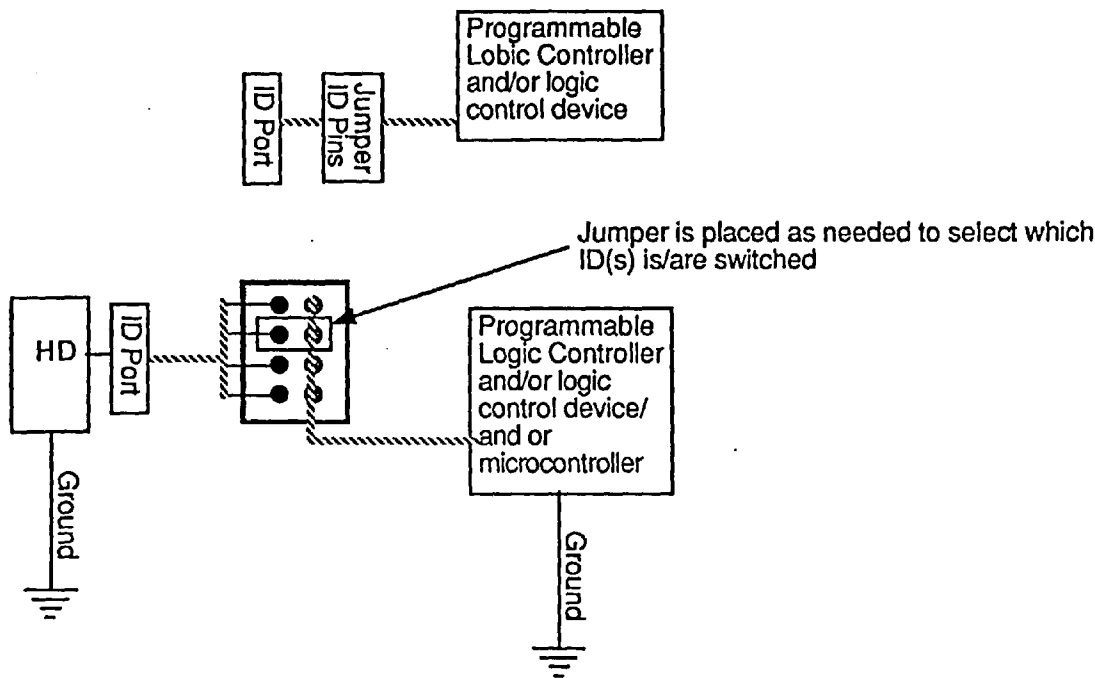 Programmable
Lobic Controller
and/or logic
control device
ID Port
Jumper
ID Pins
Jumper is placed as needed to select which
ID(s) is/are switched
HD
ID Port
Programmable
Logic Controller
and/or logic
control device/
and or
microcontroller
Ground
Ground